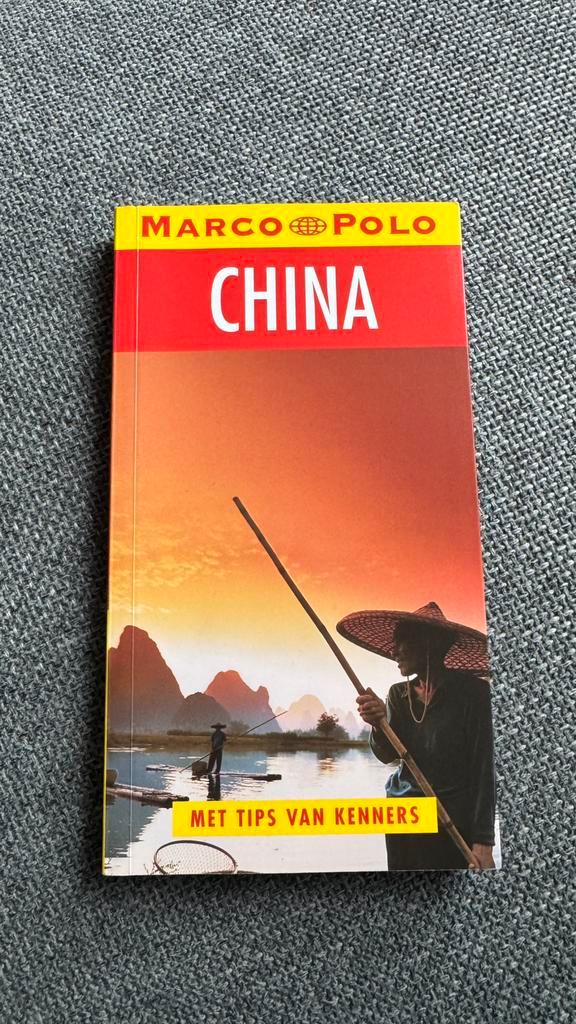 MARCO POLO
CHINA
MET TIPS VAN KENNERS